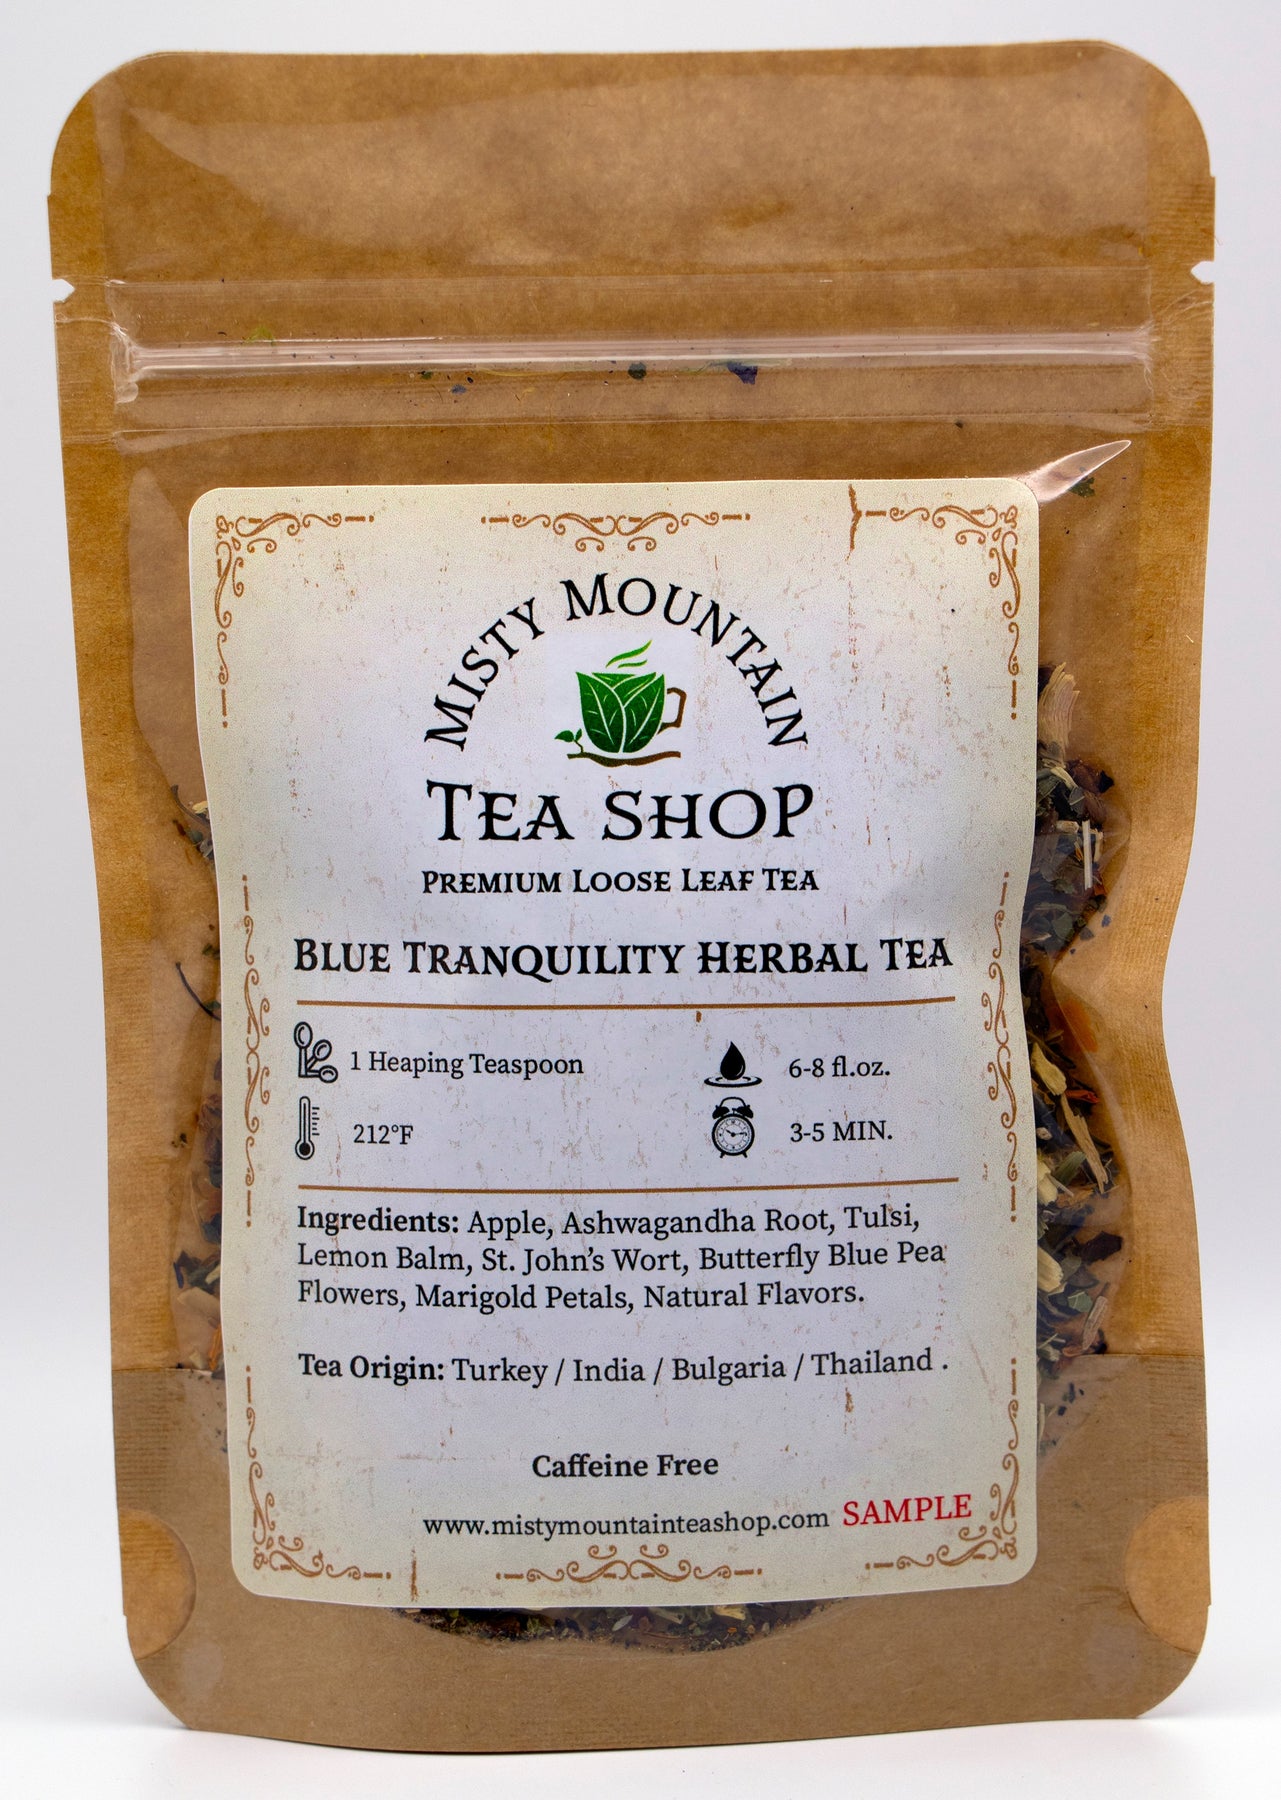 MISTY MOUNTAIN
TEA SHOP
PREMIUM LOOSE LEAF TEA
BLUE TRANQUILITY HERBAL TEA
1 Heaping Teaspoon
6-8 fl.oz.
212°F
3-5 MIN.
Ingredients: Apple, Ashwagandha Root, Tulsi,
Lemon Balm, St. John's Wort, Butterfly Blue Pea
Flowers, Marigold Petals, Natural Flavors.
Tea Origin: Turkey / India / Bulgaria / Thailand .
Caffeine Free
www.mistymountainteashop.com SAMPLE